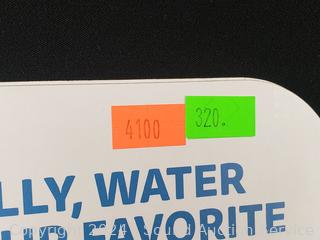 4100
320.
LLY, WATER
FAVORITE
Copyright 2024 Sound Auction Service